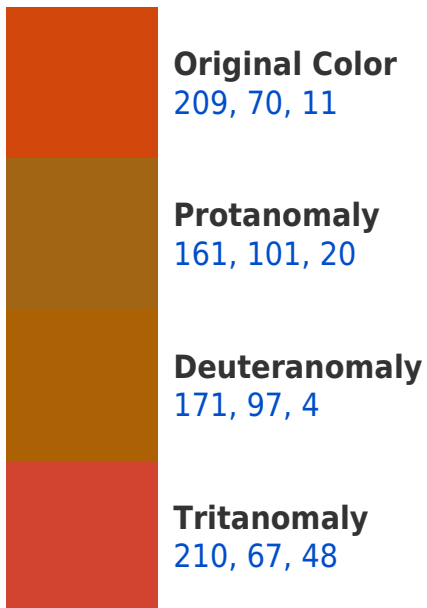 Original Color
209, 70, 11
Protanomaly
161, 101, 20
Deuteranomaly
171, 97, 4
Tritanomaly
210, 67, 48